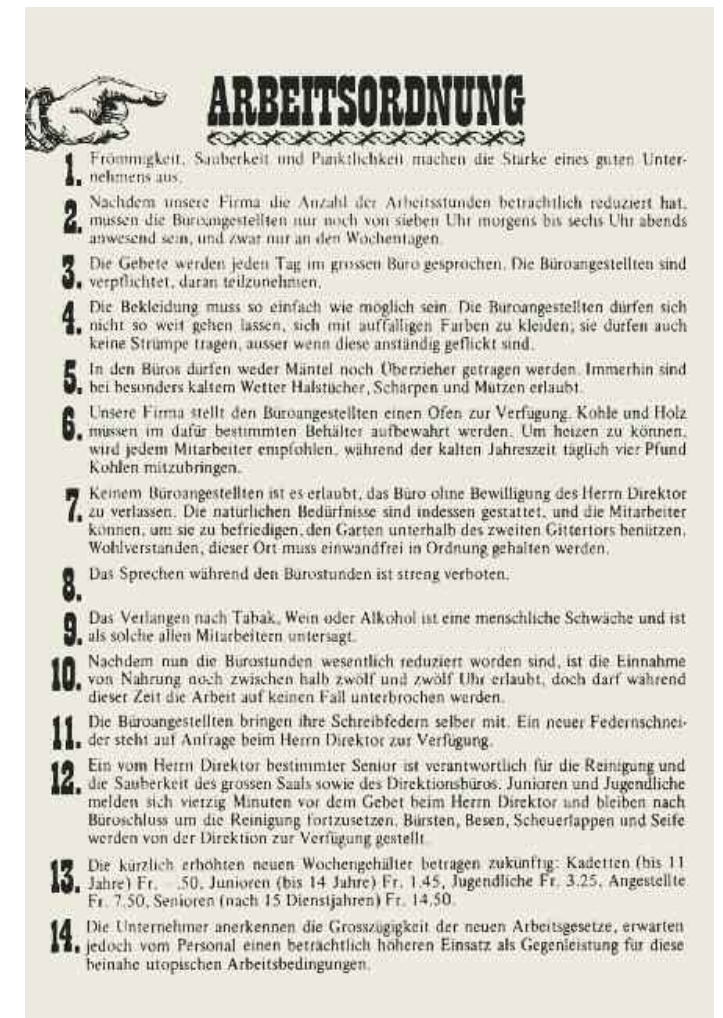 ARBEITSORDNUNG
1. Frömmigkeit, Sauberkeit und Pünktlichkeit machen die Stärke eines guten Unter-
nehmens aus.
2. Nachdem unsere Firma die Anzahl der Arbeitsstunden beträchtlich reduziert hat,
müssen die Büroangestellten nur noch von sieben Uhr morgens bis sechs Uhr abends
anwesend sein, und zwar nur an den Wochentagen.
3. Die Gebete werden jeden Tag im grossen Büro gesprochen. Die Büroangestellten sind
verpflichtet, daran teilzunehmen.
4. Die Bekleidung muss so einfach wie möglich sein. Die Büroangestellten dürfen sich
nicht so weit gehen lassen, sich mit auffälligen Farben zu kleiden; sie dürfen auch
keine Strümpe tragen, ausser wenn diese anständig geflickt sind.
5. In den Büros dürfen weder Mäntel noch Überzieher getragen werden. Immerhin sind
bei besonders kaltem Wetter Halstücher, Schärpen und Mützen erlaubt.
6. Unsere Firma stellt den Büroangestellten einen Ofen zur Verfügung. Kohle und Holz
müssen im dafür bestimmten Behälter aufbewahrt werden. Um heizen zu können,
wird jedem Mitarbeiter empfohlen, während der kalten Jahreszeit täglich vier Pfund
Kohlen mitzubringen.
7. Keinem Büroangestellten ist es erlaubt, das Büro ohne Bewilligung des Herrn Direktor
zu verlassen. Die natürlichen Bedürfnisse sind indessen gestattet, und die Mitarbeiter
können, um sie zu befriedigen, den Garten unterhalb des zweiten Gittertors benützen.
Wohlverstanden, dieser Ort muss einwandfrei in Ordnung gehalten werden.
8. Das Sprechen während den Bürostunden ist streng verboten.
9. Das Verlangen nach Tabak, Wein oder Alkohol ist eine menschliche Schwäche und ist
als solche allen Mitarbeitern untersagt.
10. Nachdem nun die Bürostunden wesentlich reduziert worden sind, ist die Einnahme
von Nahrung noch zwischen halb zwölf und zwölf Uhr erlaubt, doch darf während
dieser Zeit die Arbeit auf keinen Fall unterbrochen werden.
11. Die Büroangestellten bringen ihre Schreibfedern selber mit. Ein neuer Federnschnei-
der steht auf Anfrage beim Herrn Direktor zur Verfügung.
12. Ein vom Herrn Direktor bestimmter Senior ist verantwortlich für die Reinigung und
die Sauberkeit des grossen Saals sowie des Direktionsbüros. Junioren und Jugendliche
melden sich vierzig Minuten vor dem Gebet beim Herrn Direktor und bleiben nach
Büroschluss um die Reinigung fortzusetzen. Bürsten, Besen, Scheuerlappen und Seife
werden von der Direktion zur Verfügung gestellt.
13. Die kürzlich erhöhten neuen Wochengehälter betragen zukünftig: Kadetten (bis 11
Jahre) Fr. –.50, Junioren (bis 14 Jahre) Fr. 1.45, Jugendliche Fr. 3.25, Angestellte
Fr. 7.50, Senioren (nach 15 Dienstjahren) Fr. 14.50.
14. Die Unternehmer anerkennen die Grosszügigkeit der neuen Arbeitsgesetze, erwarten
jedoch vom Personal einen beträchtlich höheren Einsatz als Gegenleistung für diese
beinahe utopischen Arbeitsbedingungen.